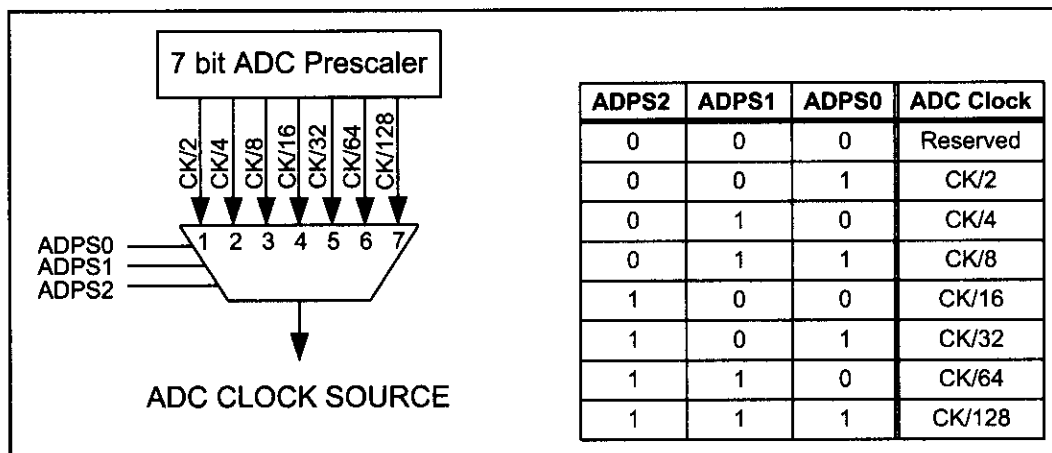 7 bit ADC Prescaler
CK/2
CK/4
CK/8
CK/16
CK/32
CK/64
CK/128
1 2 3 4 5 6 7
ADPS0
ADPS1
ADPS2
ADC CLOCK SOURCE
ADPS2 ADPS1 ADPS0 ADC Clock
0 0 0 Reserved
0 0 1 CK/2
0 1 0 CK/4
0 1 1 CK/8
1 0 0 CK/16
1 0 1 CK/32
1 1 0 CK/64
1 1 1 CK/128